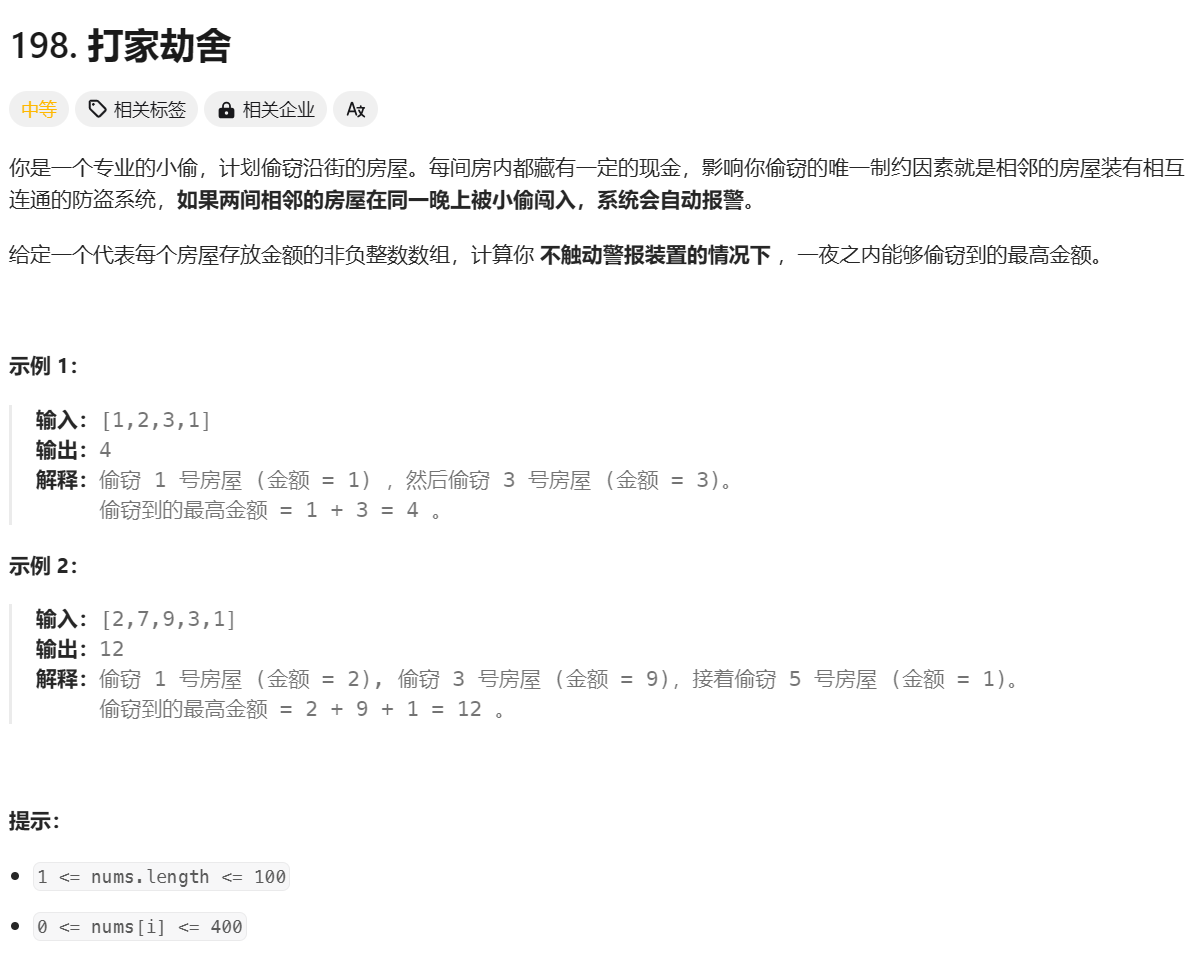 198. 打家劫舍
中等 相关标签 相关企业 A文
你是一个专业的小偷，计划偷窃沿街的房屋。每间房内都藏有一定的现金，影响你偷窃的唯一制约因素就是相邻的房屋装有相互
连通的防盗系统，如果两间相邻的房屋在同一晚上被小偷闯入，系统会自动报警。
给定一个代表每个房屋存放金额的非负整数数组，计算你 不触动警报装置的情况下 ，一夜之内能够偷窃到的最高金额。
示例 1：
输入：[1,2,3,1]
输出：4
解释：偷窃 1 号房屋 (金额 = 1) ，然后偷窃 3 号房屋 (金额 = 3)。
偷窃到的最高金额 = 1 + 3 = 4 。
示例 2：
输入：[2,7,9,3,1]
输出：12
解释：偷窃 1 号房屋 (金额 = 2), 偷窃 3 号房屋 (金额 = 9)，接着偷窃 5 号房屋 (金额 = 1)。
偷窃到的最高金额 = 2 + 9 + 1 = 12 。
提示：
• 1 <= nums.length <= 100
• 0 <= nums[i] <= 400